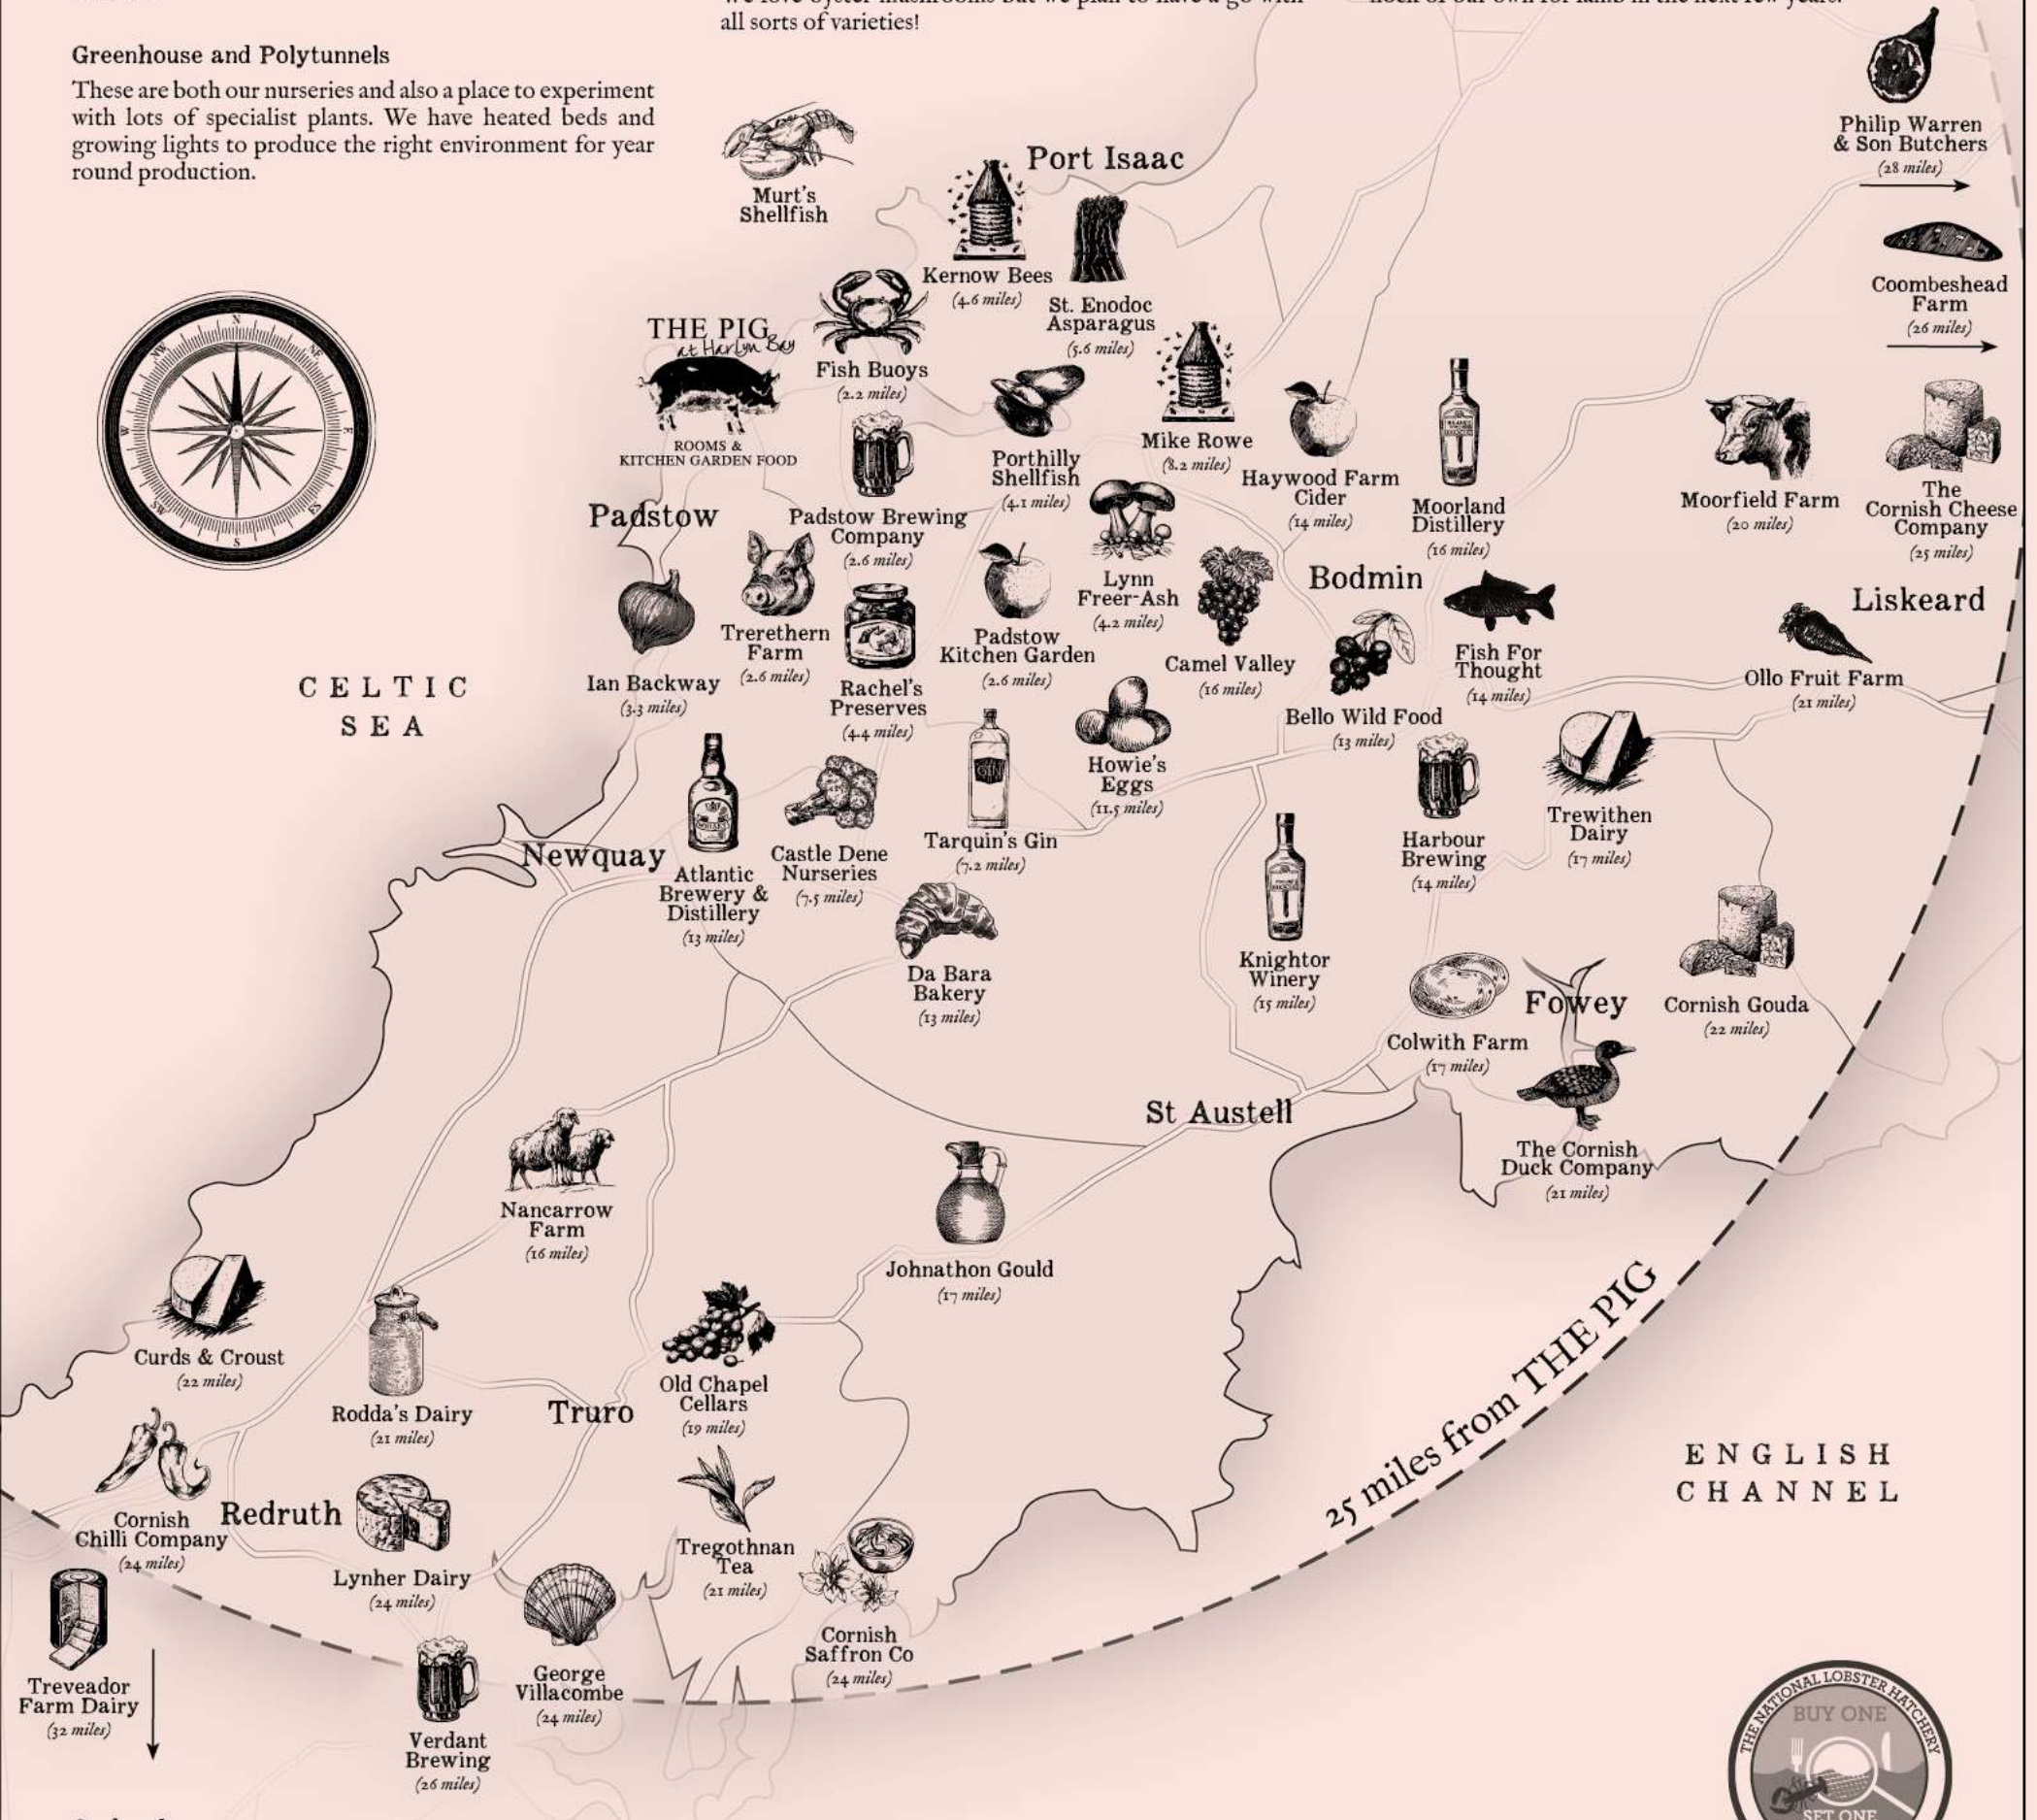 all sorts of varieties!
Greenhouse and Polytunnels
These are both our nurseries and also a place to experiment
with lots of specialist plants. We have heated beds and
growing lights to produce the right environment for year
round production.
Philip Warren
& Son Butchers
(28 miles)
Port Isaac
Murt's
Shellfish
Kernow Bees
(4.6 miles)
St. Enodoc
Asparagus
(5.6 miles)
Coombeshead
Farm
(26 miles)
N
NE
E
SE
S
SW
W
NW
THE PIG
at Harlyn Bay
ROOMS &
KITCHEN GARDEN FOOD
Fish Buoys
(2.2 miles)
Porthilly
Shellfish
(4.1 miles)
Mike Rowe
(8.2 miles)
Haywood Farm
Cider
(14 miles)
Moorland
Distillery
(16 miles)
Moorfield Farm
(20 miles)
The
Cornish Cheese
Company
(25 miles)
Padstow
Padstow Brewing
Company
(2.6 miles)
Lynn
Freer-Ash
(4.2 miles)
Bodmin
Liskeard
Ian Backway
(3.3 miles)
Trerethern
Farm
(2.6 miles)
Rachel's
Preserves
(4.4 miles)
Padstow
Kitchen Garden
(2.6 miles)
Camel Valley
(16 miles)
Bello Wild Food
(13 miles)
Fish For
Thought
(14 miles)
Ollo Fruit Farm
(21 miles)
CELTIC
SEA
Newquay
Atlantic
Brewery &
Distillery
(13 miles)
Castle Dene
Nurseries
(7.5 miles)
GIN
Tarquin's Gin
(7.2 miles)
Howie's
Eggs
(11.5 miles)
Harbour
Brewing
(14 miles)
Trewithen
Dairy
(17 miles)
Da Bara
Bakery
(13 miles)
Knightor
Winery
(15 miles)
Colwith Farm
(17 miles)
Fowey
Cornish Gouda
(22 miles)
St Austell
The Cornish
Duck Company
(21 miles)
Nancarrow
Farm
(16 miles)
Johnathon Gould
(17 miles)
Curds & Croust
(22 miles)
Rodda's Dairy
(21 miles)
Truro
Old Chapel
Cellars
(19 miles)
25 miles from THE PIG
ENGLISH
CHANNEL
Cornish
Chilli Company
(24 miles)
Redruth
Lynher Dairy
(24 miles)
Tregothnan
Tea
(21 miles)
Cornish
Saffron Co
(24 miles)
Treveador
Farm Dairy
(32 miles)
Verdant
Brewing
(26 miles)
George
Villacombe
(24 miles)
THE NATIONAL LOBSTER HATCHERY
BUY ONE
SET ONE